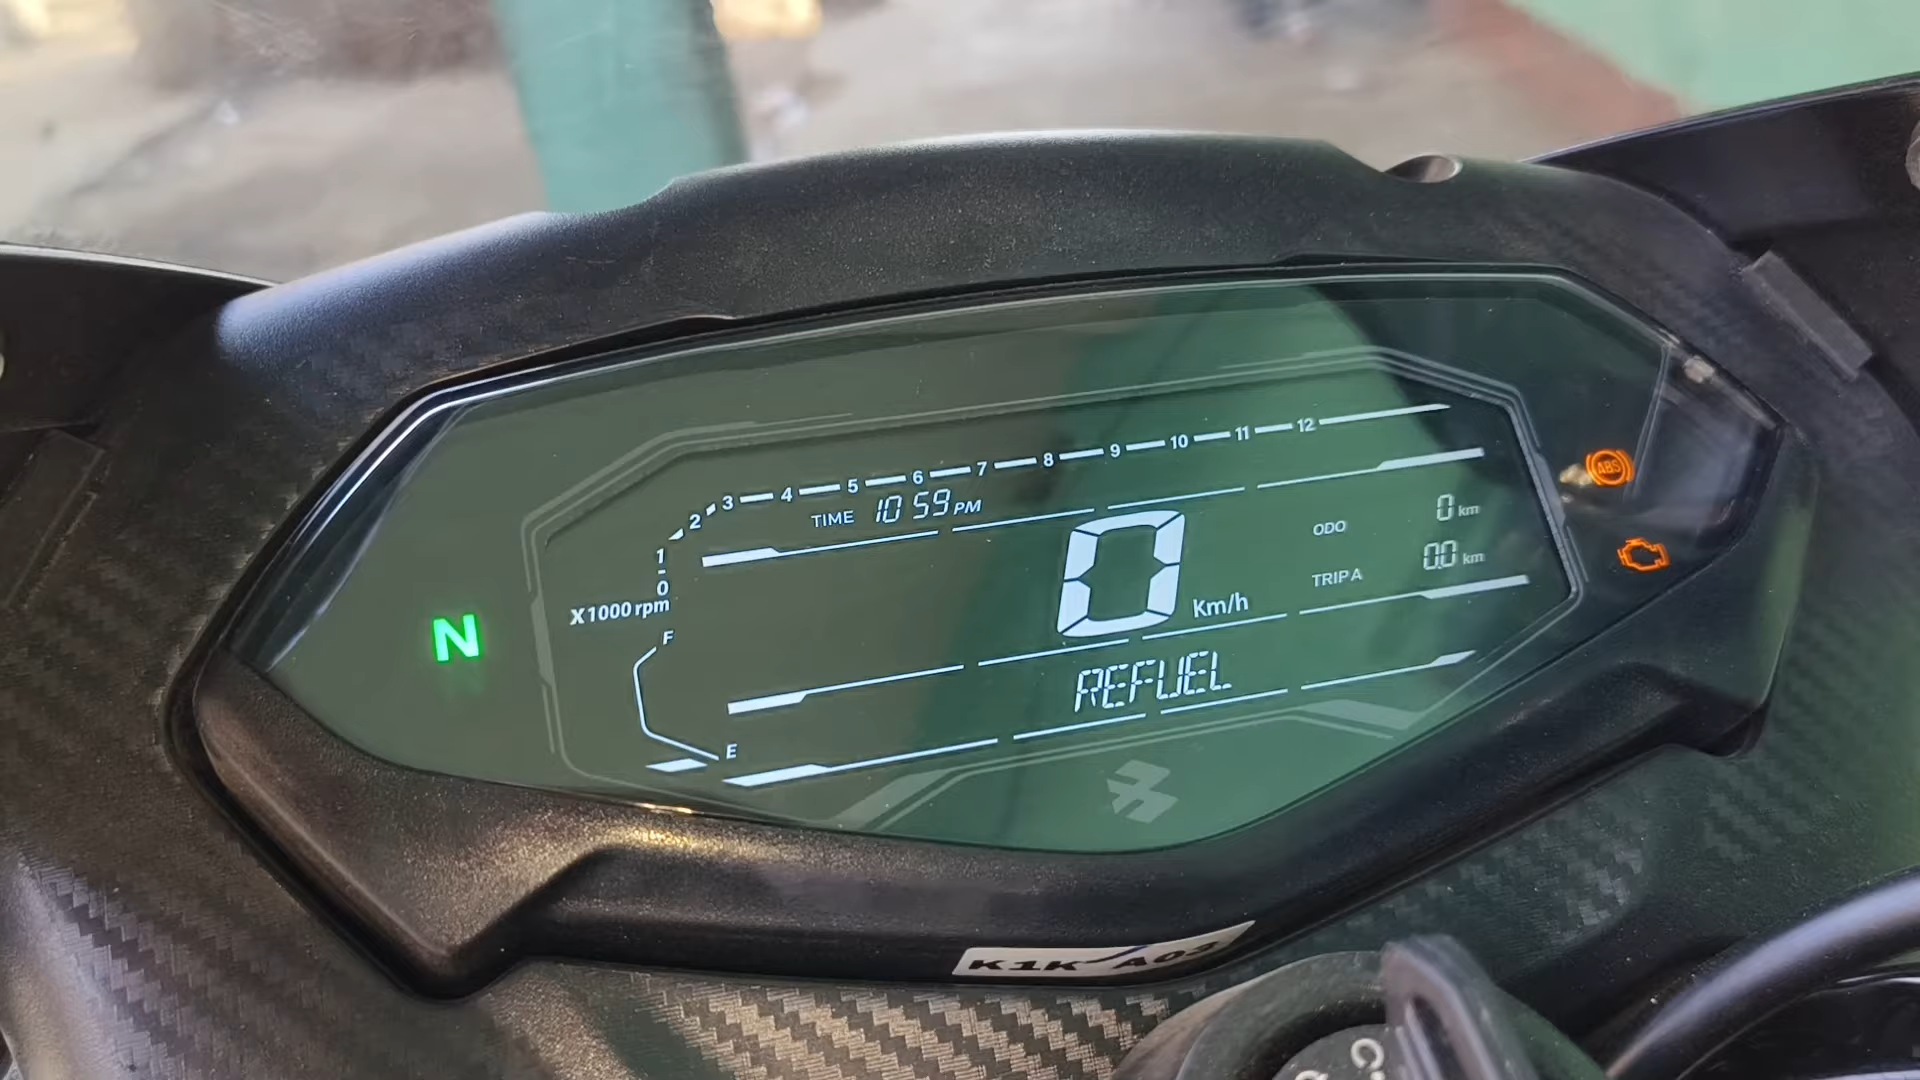 1 2 3 4 5 6 7 8 9 10 11 12
TIME 10 59 PM
0
X1000 rpm
N
F
E
0 Km/h
ODO 0 km
TRIP A 0.0 km
REFUEL
ABS
K1K A03